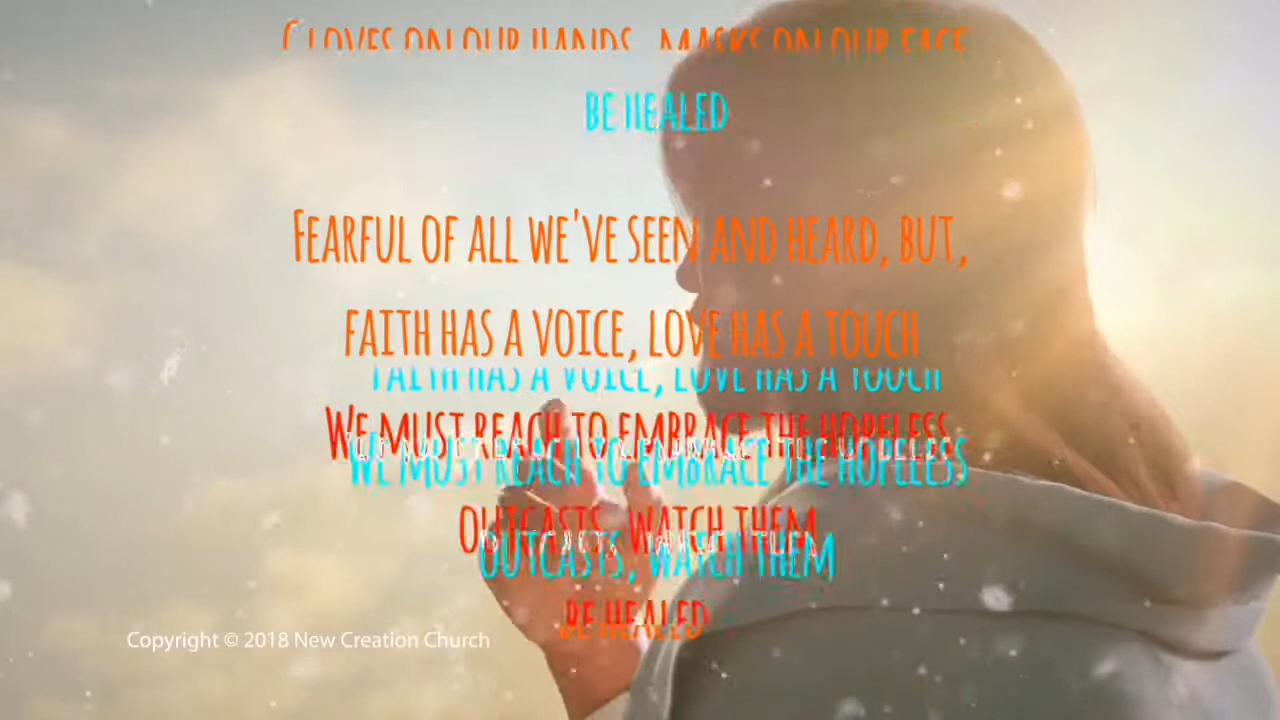 Gloves on our hands, masks on our face
be healed
Fearful of all we've seen and heard, but,
faith has a voice, love has a touch
faith has a voice, love has a touch
We must reach to embrace the hopeless
We must reach to embrace the hopeless
outcasts, watch them
outcasts, watch them
be healed
Copyright © 2018 New Creation Church